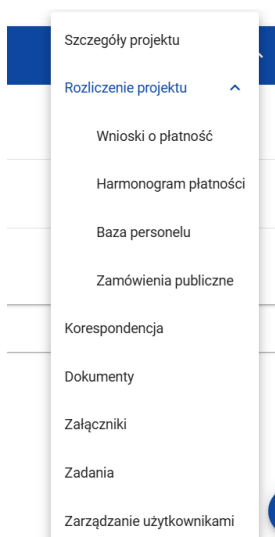 Szczegóły projektu
Rozliczenie projektu
Wnioski o płatność
Harmonogram płatności
Baza personelu
Zamówienia publiczne
Korespondencja
Dokumenty
Załączniki
Zadania
Zarządzanie użytkownikami